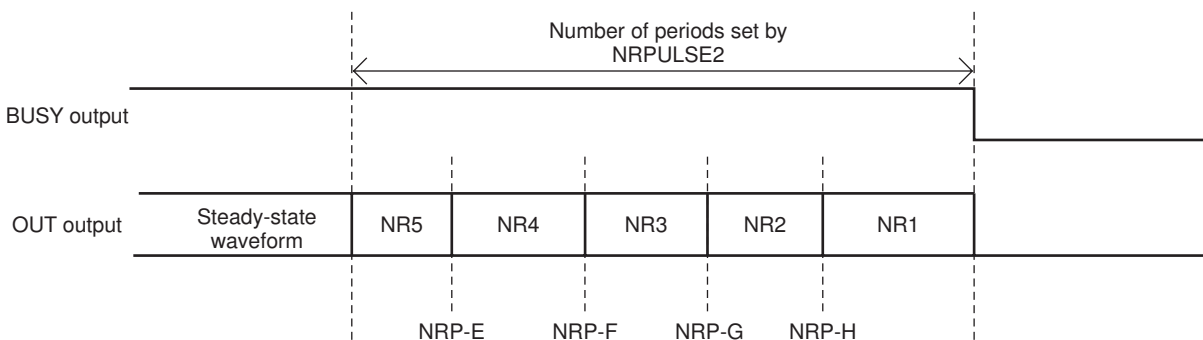 Number of periods set by
NRPULSE2
BUSY output
OUT output
Steady-state
waveform
NR5
NR4
NR3
NR2
NR1
NRP-E
NRP-F
NRP-G
NRP-H